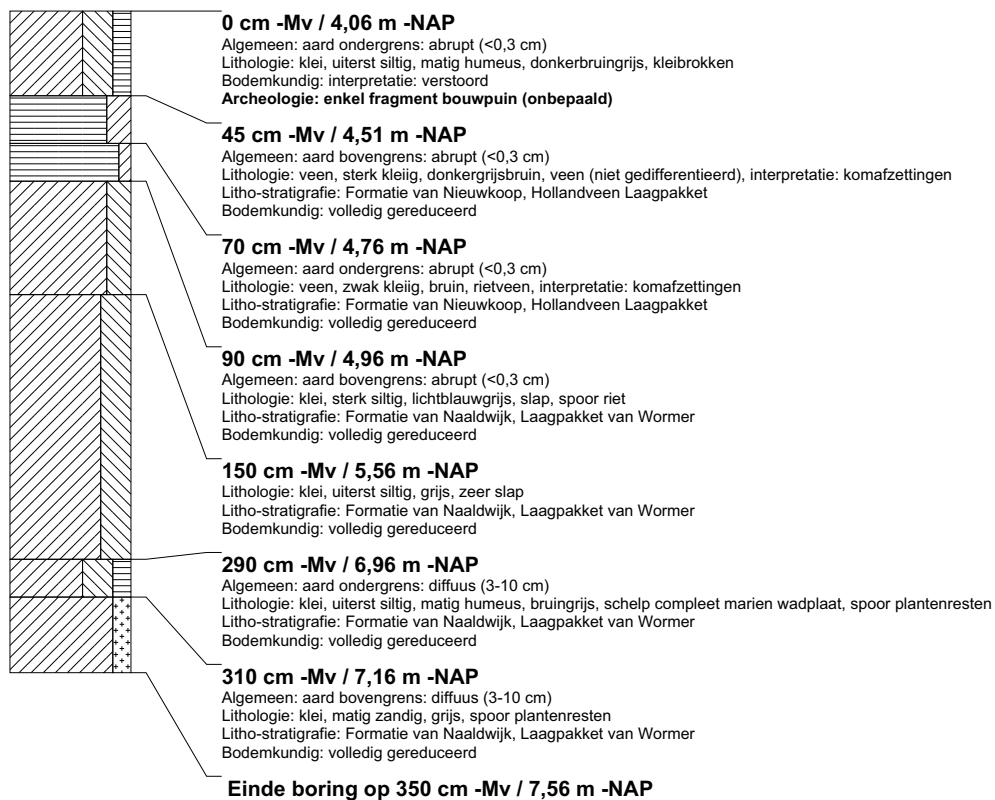 0 cm -Mv / 4,06 m -NAP
Algemeen: aard ondergrens: abrupt (<0,3 cm)
Lithologie: klei, uiterst siltig, matig humeus, donkerbruingrijs, kleibrokken
Bodemkundig: interpretatie: verstoord
Archeologie: enkel fragment bouwpuin (onbepaald)
45 cm -Mv / 4,51 m -NAP
Algemeen: aard bovengrens: abrupt (<0,3 cm)
Lithologie: veen, sterk kleiig, donkergrijsbruin, veen (niet gedifferentieerd), interpretatie: komafzettingen
Litho-stratigrafie: Formatie van Nieuwkoop, Hollandveen Laagpakket
Bodemkundig: volledig gereduceerd
70 cm -Mv / 4,76 m -NAP
Algemeen: aard ondergrens: abrupt (<0,3 cm)
Lithologie: veen, zwak kleiig, bruin, rietveen, interpretatie: komafzettingen
Litho-stratigrafie: Formatie van Nieuwkoop, Hollandveen Laagpakket
Bodemkundig: volledig gereduceerd
90 cm -Mv / 4,96 m -NAP
Algemeen: aard bovengrens: abrupt (<0,3 cm)
Lithologie: klei, sterk siltig, lichtblauwgrijs, slap, spoor riet
Litho-stratigrafie: Formatie van Naaldwijk, Laagpakket van Wormer
Bodemkundig: volledig gereduceerd
150 cm -Mv / 5,56 m -NAP
Lithologie: klei, uiterst siltig, grijs, zeer slap
Litho-stratigrafie: Formatie van Naaldwijk, Laagpakket van Wormer
Bodemkundig: volledig gereduceerd
290 cm -Mv / 6,96 m -NAP
Algemeen: aard ondergrens: diffuus (3-10 cm)
Lithologie: klei, uiterst siltig, matig humeus, bruingrijs, schelp compleet marien wadplaat, spoor plantenresten
Litho-stratigrafie: Formatie van Naaldwijk, Laagpakket van Wormer
Bodemkundig: volledig gereduceerd
310 cm -Mv / 7,16 m -NAP
Algemeen: aard bovengrens: diffuus (3-10 cm)
Lithologie: klei, matig zandig, grijs, spoor plantenresten
Litho-stratigrafie: Formatie van Naaldwijk, Laagpakket van Wormer
Bodemkundig: volledig gereduceerd
Einde boring op 350 cm -Mv / 7,56 m -NAP